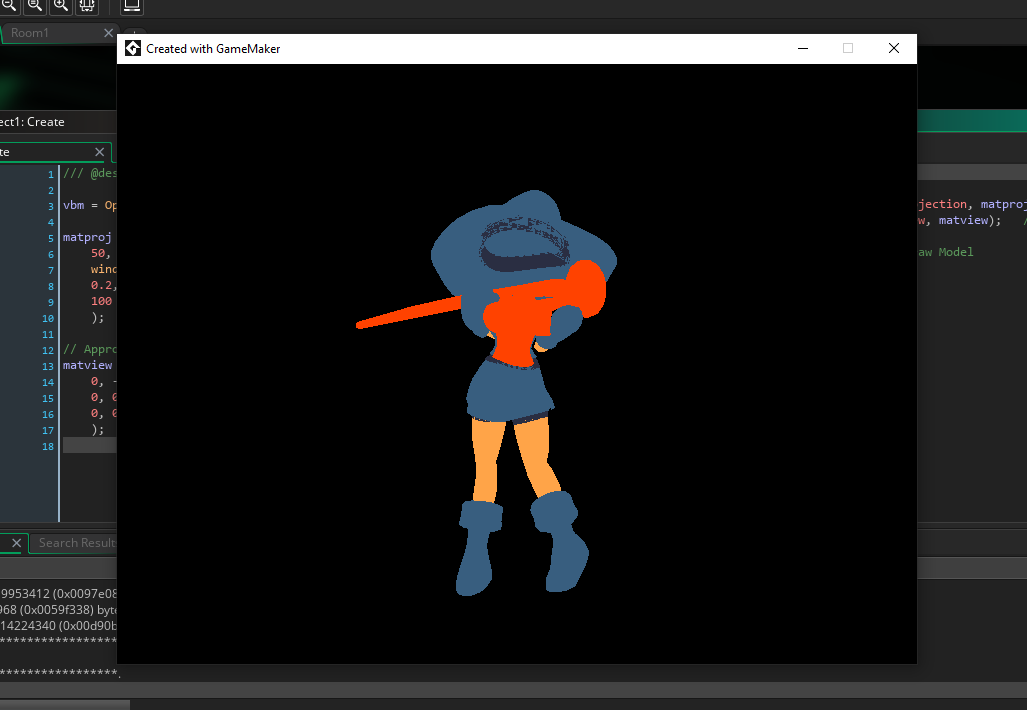 Room1
Created with GameMaker
ect1: Create
te
1 /// @des
2
3 vbm = Op
4
5 matproj
6 50,
7 wind
8 0.2,
9 100
10 );
11
12 // Appro
13 matview
14 0, -
15 0, 0
16 0, 0
17 );
18
jection, matproj
w, matview); /
aw Model
Search Result
9953412 (0x0097e08
968 (0x0059f338) byte
14224340 (0x00d90b
******************
******************.